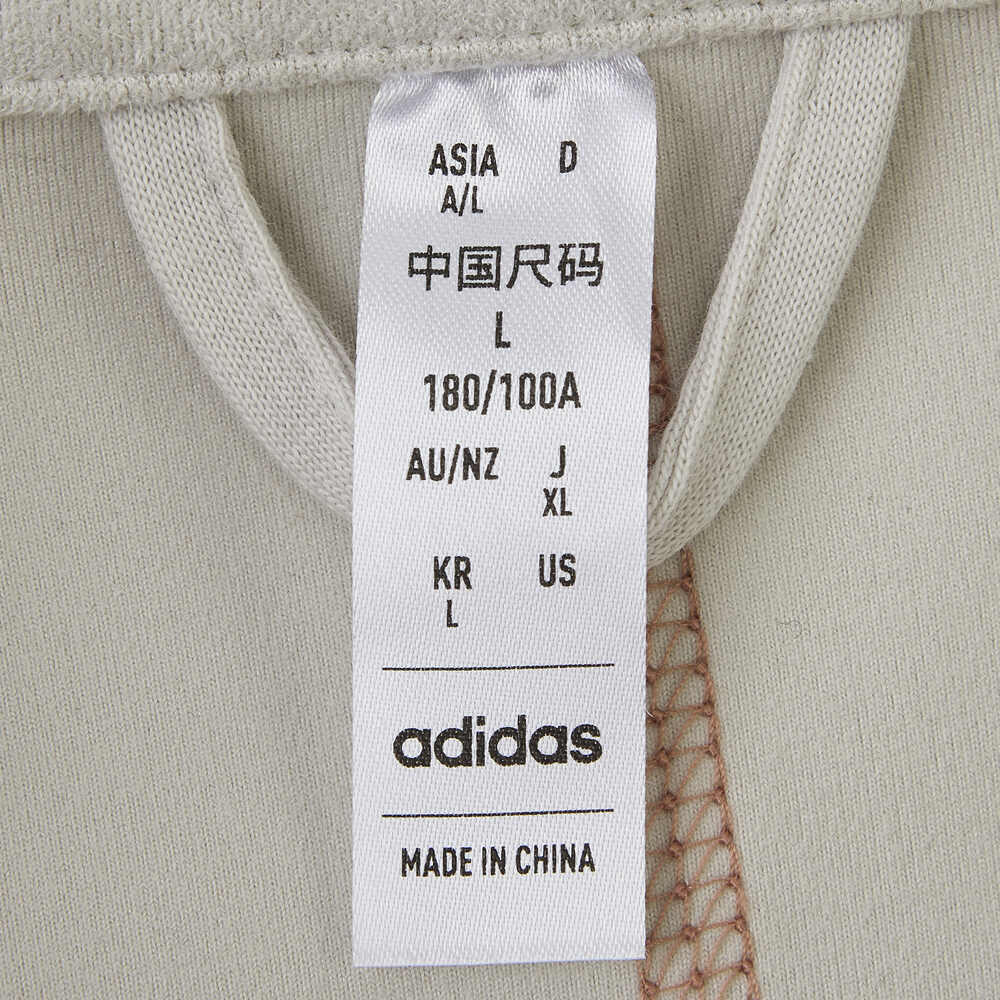 ASIA D
A/L
中国尺码
L
180/100A
AU/NZ J
XL
KR US
L
adidas
MADE IN CHINA